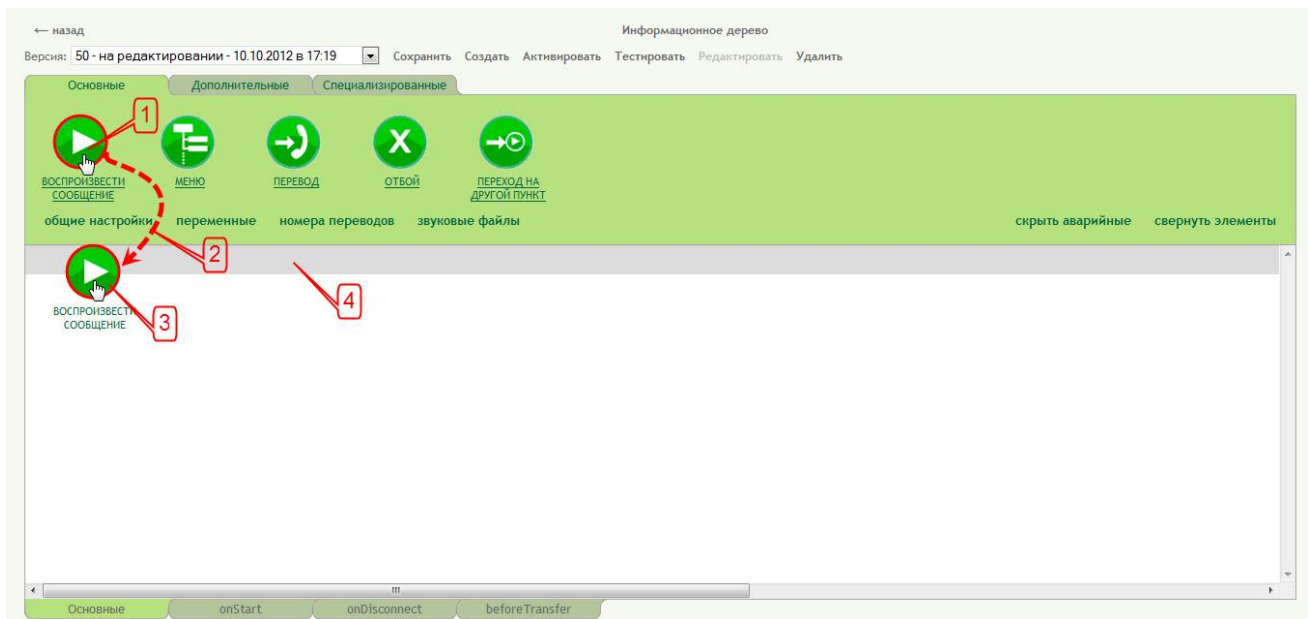 ← назад Информационное дерево
Версия: 50 - на редактировании - 10.10.2012 в 17:19 Сохранить Создать Активировать Тестировать Редактировать Удалить
Основные Дополнительные Специализированные
1
ВОСПРОИЗВЕСТИ СООБЩЕНИЕ МЕНЮ ПЕРЕВОД ОТБОЙ ПЕРЕХОД НА ДРУГОЙ ПУНКТ
общие настройки переменные номера переводов звуковые файлы скрыть аварийные свернуть элементы
2
4
ВОСПРОИЗВЕСТИ
СООБЩЕНИЕ
3
Основные onStart onDisconnect beforeTransfer